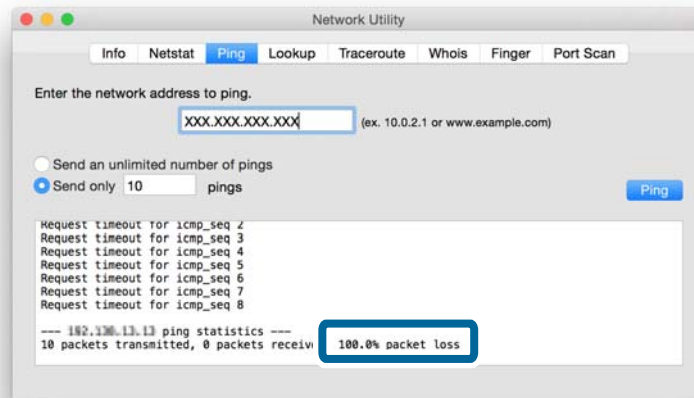 Network Utility
Info Netstat Ping Lookup Traceroute Whois Finger Port Scan
Enter the network address to ping.
XXX.XXX.XXX.XXX (ex. 10.0.2.1 or www.example.com)
Send an unlimited number of pings
Send only 10 pings
Ping
Request timeout for icmp_seq 2
Request timeout for icmp_seq 3
Request timeout for icmp_seq 4
Request timeout for icmp_seq 5
Request timeout for icmp_seq 6
Request timeout for icmp_seq 7
Request timeout for icmp_seq 8
--- ping statistics ---
10 packets transmitted, 0 packets receiv 100.0% packet loss